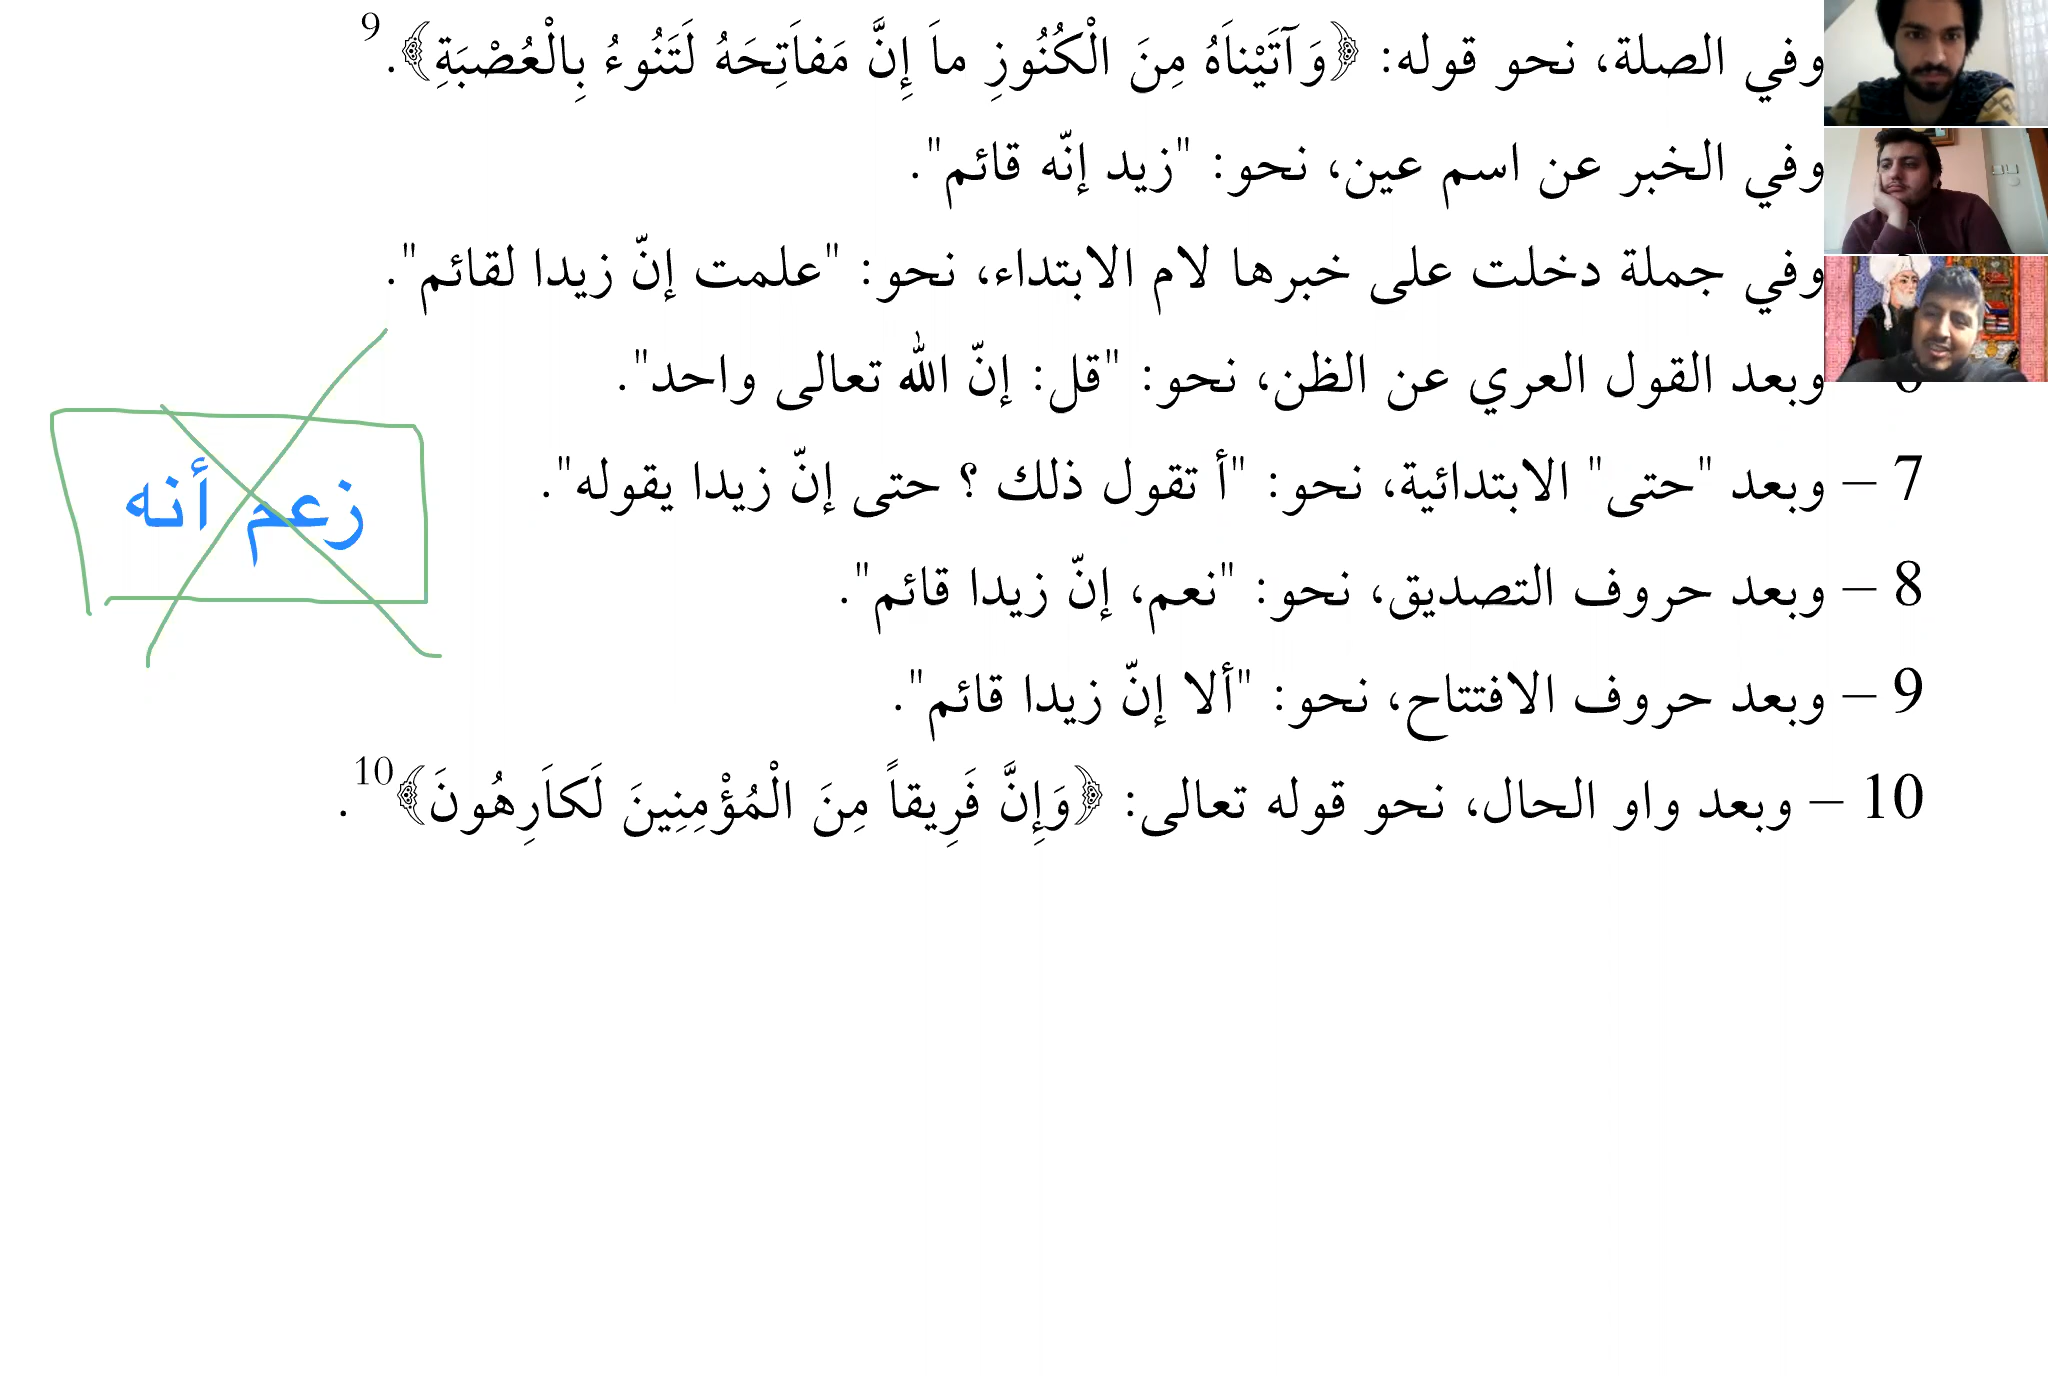 وفي الصلة، نحو قوله: ﴿وَآتَيْناَهُ مِنَ الْكُنُوزِ ماَ إِنَّ مَفاَتِحَهُ لَتَنُوءُ بِالْعُصْبَةِ﴾. 9
وفي الخبر عن اسم عين، نحو: "زيد إنّه قائم".
وفي جملة دخلت على خبرها لام الابتداء، نحو: "علمت إنّ زيدا لقائم".
وبعد القول العري عن الظن، نحو: "قل: إنّ الله تعالى واحد".
7 – وبعد "حتى" الابتدائية، نحو: "أ تقول ذلك ؟ حتى إنّ زيدا يقوله".
زعم أنه
8 – وبعد حروف التصديق، نحو: "نعم، إنّ زيدا قائم".
9 – وبعد حروف الافتتاح، نحو: "ألا إنّ زيدا قائم".
10 – وبعد واو الحال، نحو قوله تعالى: ﴿وَإِنَّ فَرِيقاً مِنَ الْمُؤْمِنِينَ لَكاَرِهُونَ﴾10.